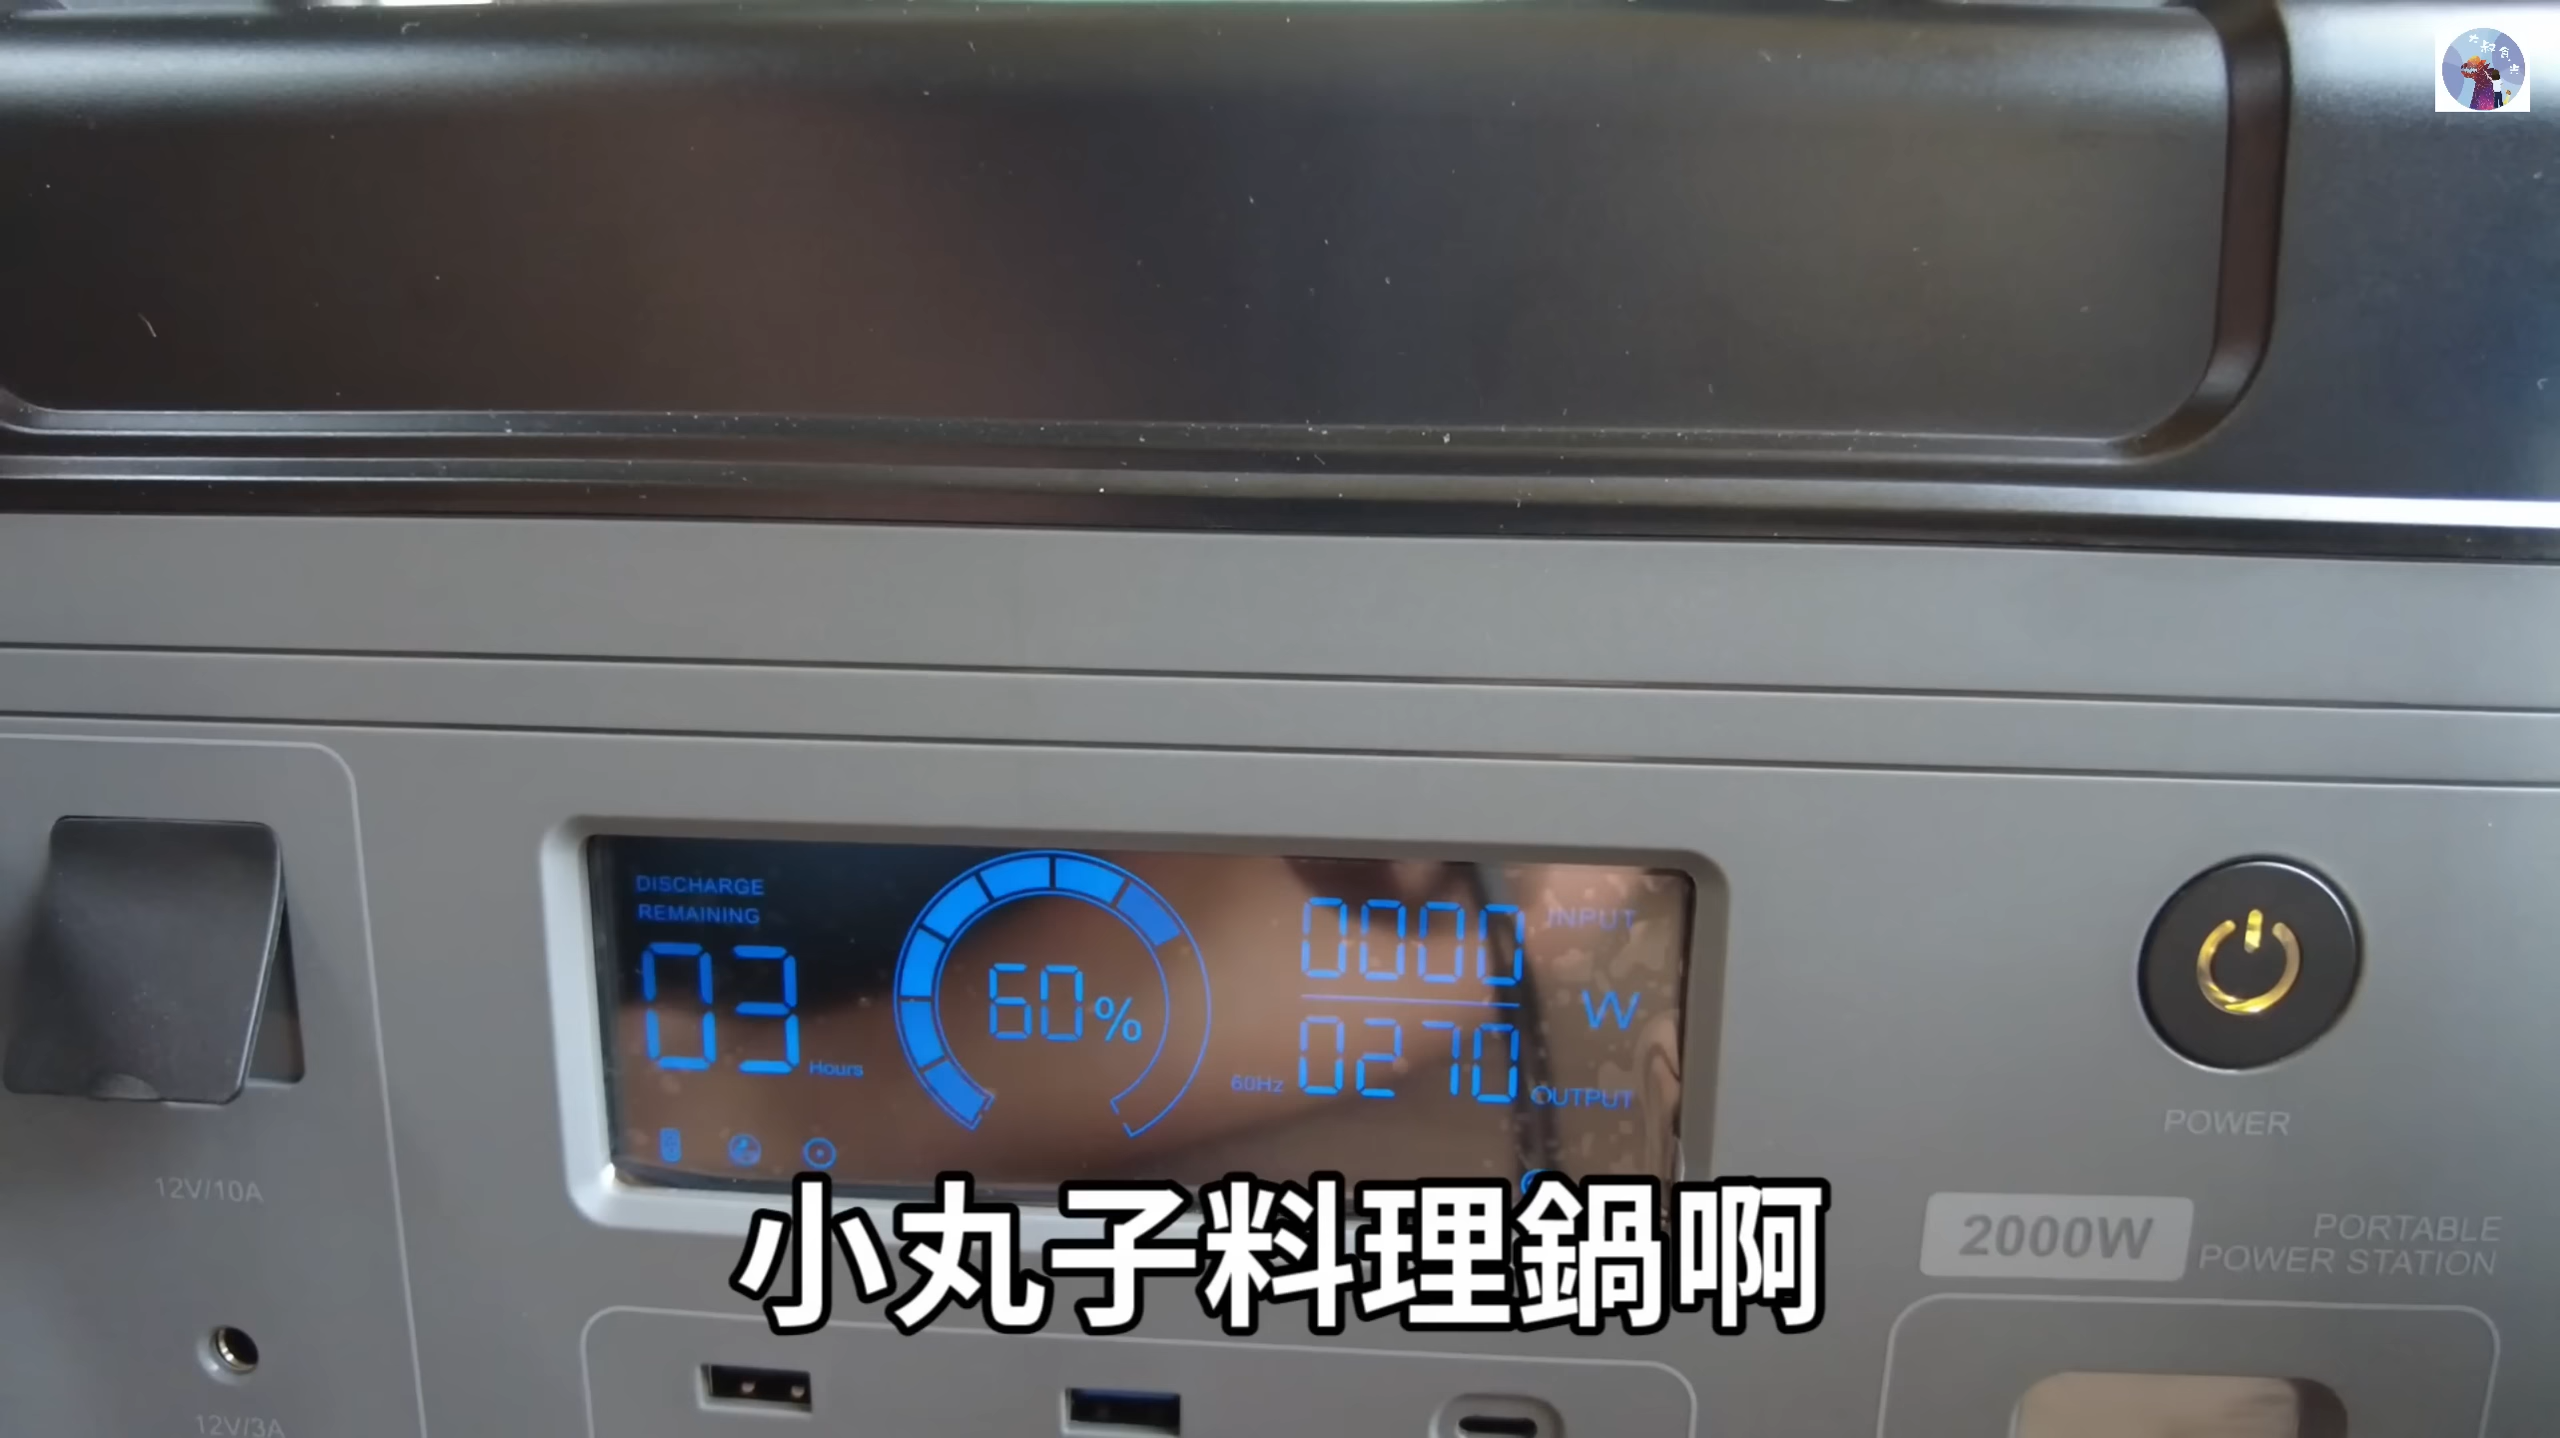 DISCHARGE
REMAINING
03 Hours
60%
0000 INPUT
W
60Hz 0270 OUTPUT
POWER
12V/10A
2000W
PORTABLE
POWER STATION
小丸子料理鍋啊
12V/3A